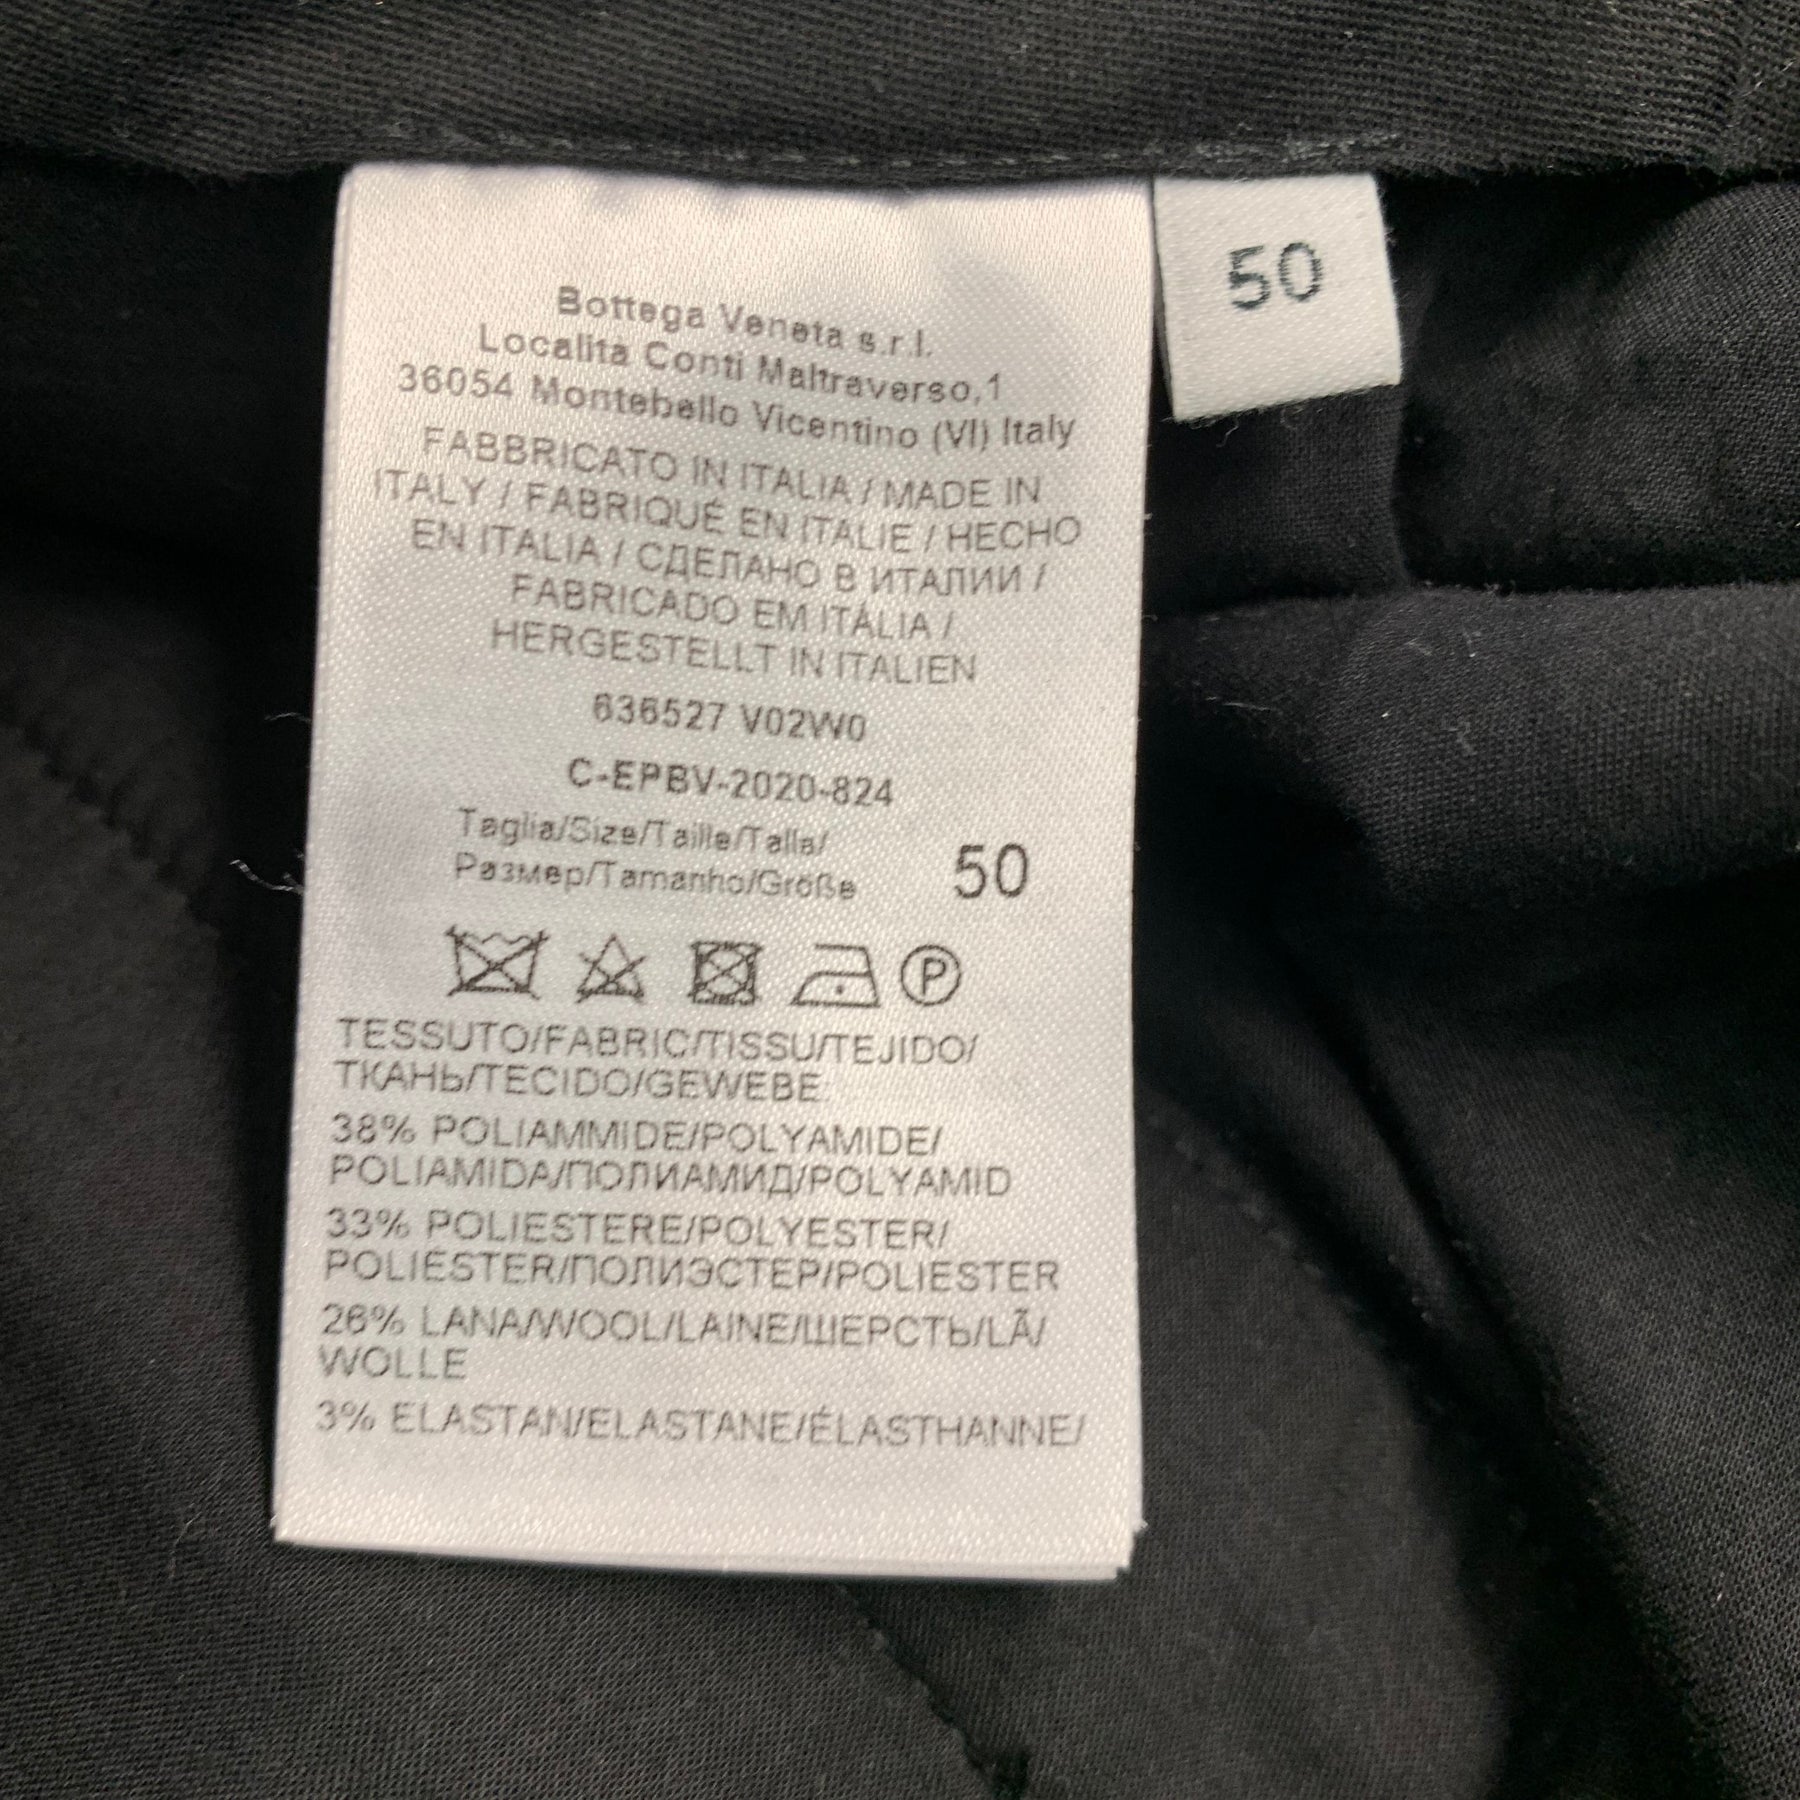 Bottega Veneta s.r.l.
Localita Conti Maltraverso,1
36054 Montebello Vicentino (VI) Italy
FABBRICATO IN ITALIA / MADE IN
ITALY / FABRIQUÉ EN ITALIE / HECHO
EN ITALIA / СДЕЛАНО В ИТАЛИИ /
FABRICADO EM ITÁLIA /
HERGESTELLT IN ITALIEN
636527 V02W0
C-EPBV-2020-824
Taglia/Size/Taille/Talla/
Размер/Tamanho/Größe
50
P
TESSUTO/FABRIC/TISSU/TEJIDO/
ТКАНЬ/TECIDO/GEWEBE:
38% POLIAMMIDE/POLYAMIDE/
POLIAMIDA/ПОЛИАМИД/POLYAMID
33% POLIESTERE/POLYESTER/
POLIÉSTER/ПОЛИЭСТЕР/POLIESTER
26% LANA/WOOL/LAINE/ШЕРСТЬ/LÃ/
WOLLE
3% ELASTAN/ELASTANE/ÉLASTHANNE/
50